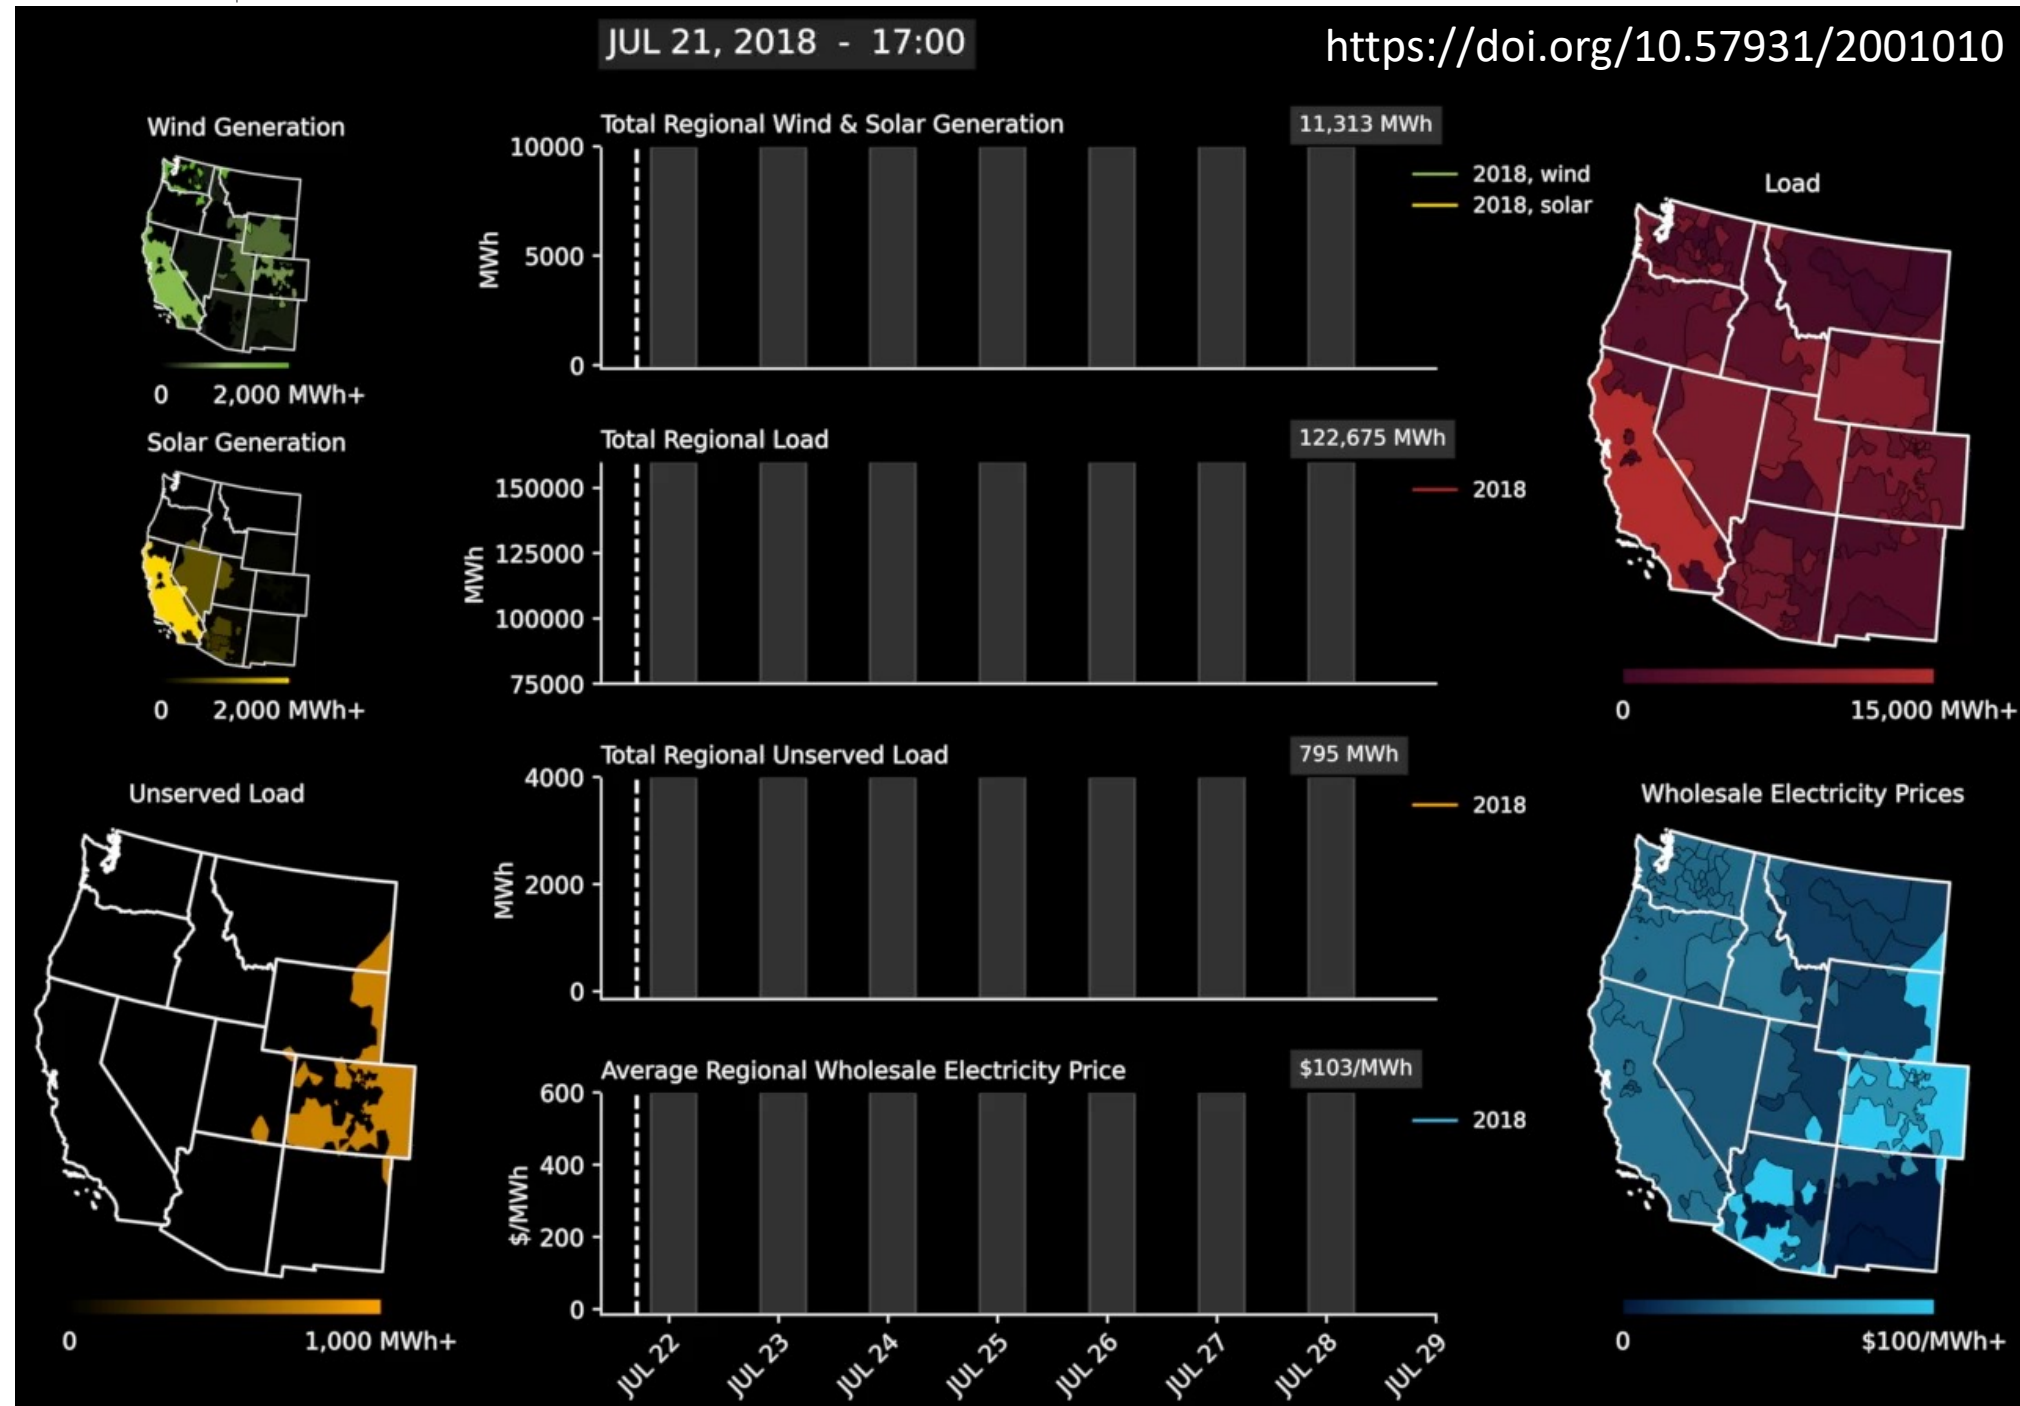 JUL 21, 2018 - 17:00
https://doi.org/10.57931/2001010
Wind Generation
0 2,000 MWh+
Solar Generation
0 2,000 MWh+
Unserved Load
0 1,000 MWh+
Total Regional Wind & Solar Generation
11,313 MWh
10000
5000
0
MWh
2018, wind
2018, solar
Total Regional Load
122,675 MWh
150000
125000
100000
75000
MWh
2018
Total Regional Unserved Load
795 MWh
4000
2000
0
MWh
2018
Average Regional Wholesale Electricity Price
$103/MWh
600
400
200
0
$/MWh
2018
JUL 22
JUL 23
JUL 24
JUL 25
JUL 26
JUL 27
JUL 28
JUL 29
Load
0 15,000 MWh+
Wholesale Electricity Prices
0 $100/MWh+